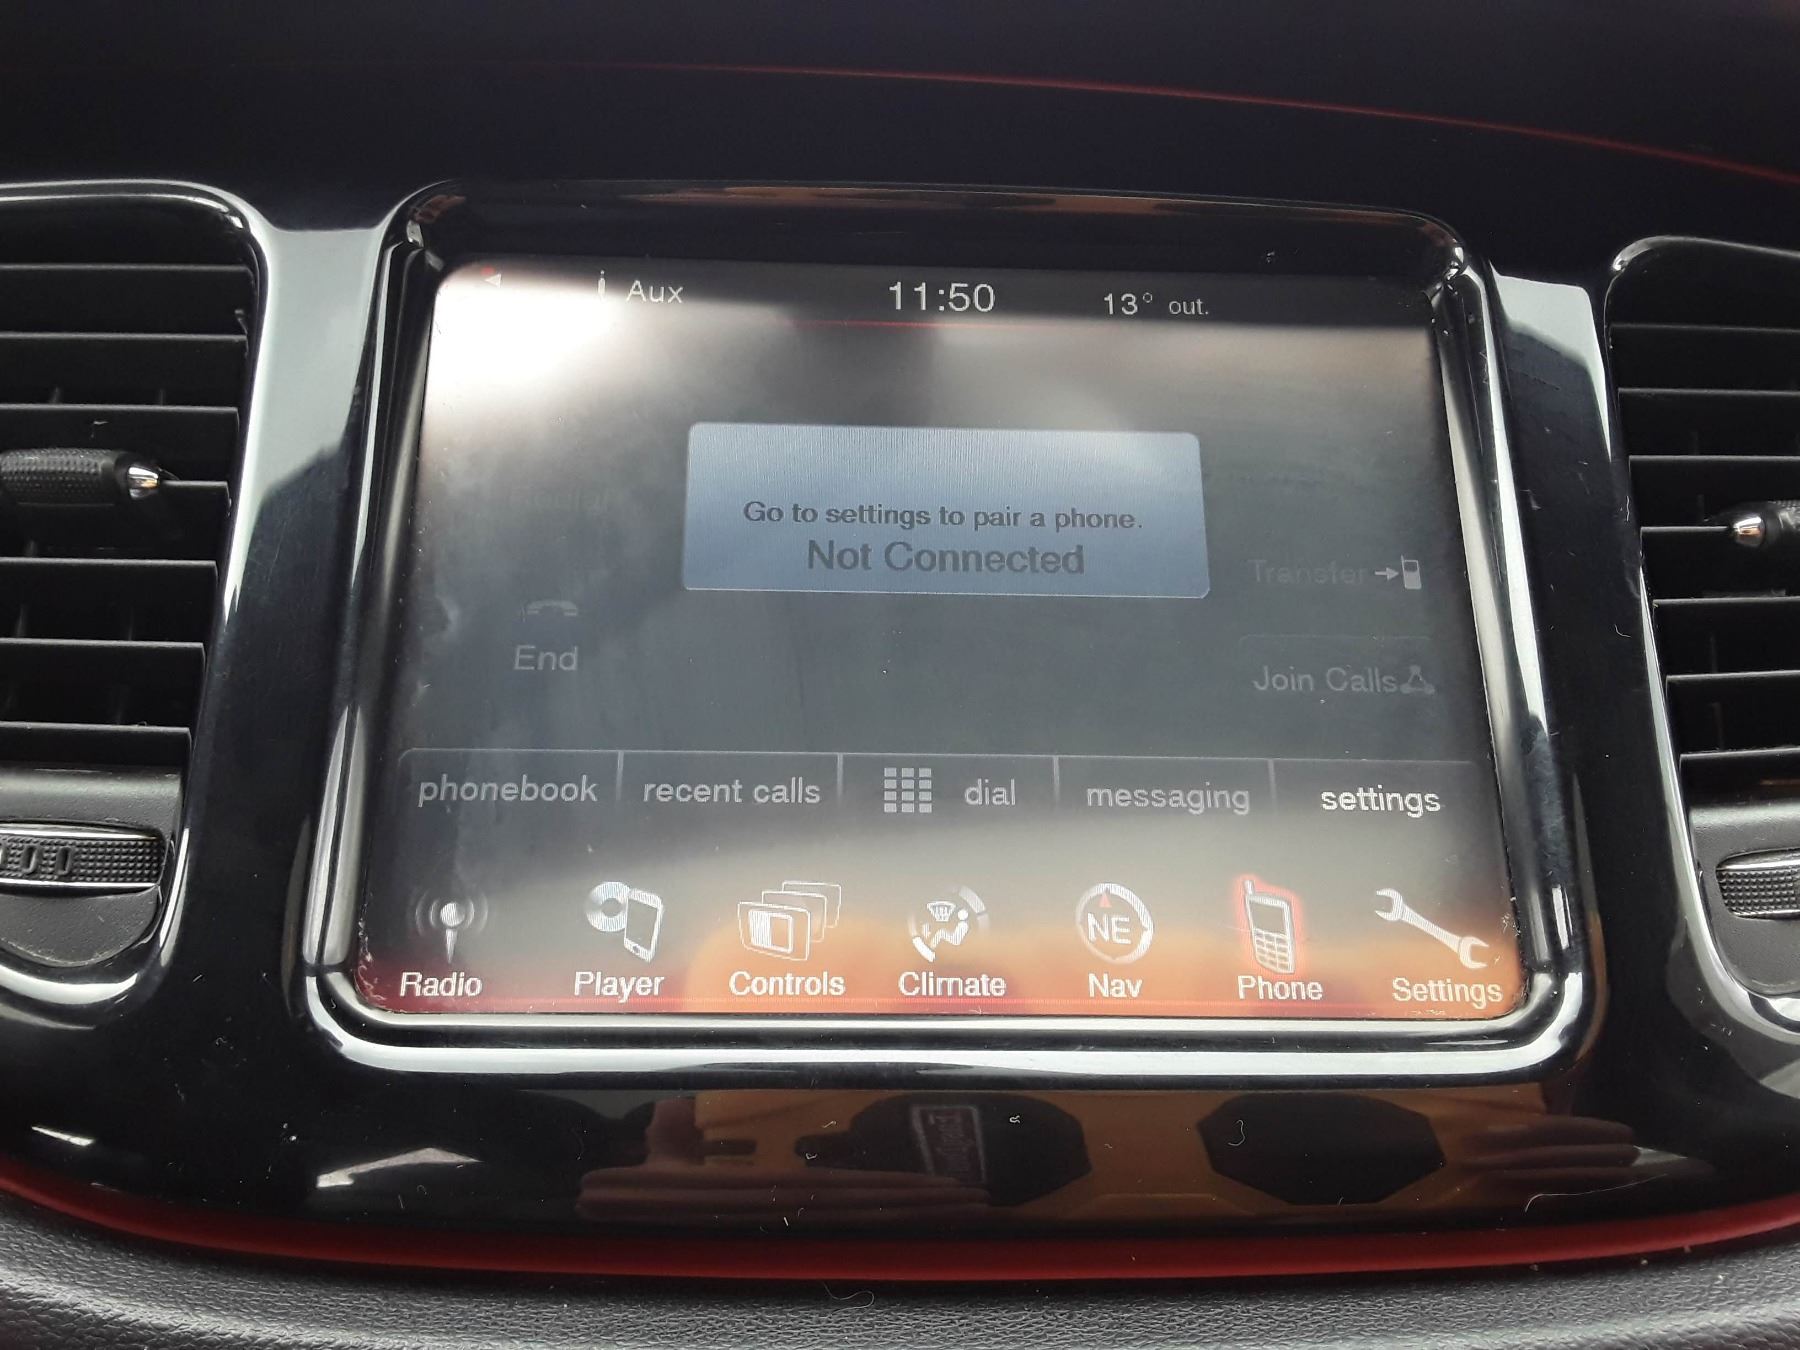 Aux
11:50
13° out.
Go to settings to pair a phone.
Not Connected
Transfer
End
Join Calls
phonebook
recent calls
dial
messaging
settings
NE
Radio
Player
Controls
Climate
Nav
Phone
Settings